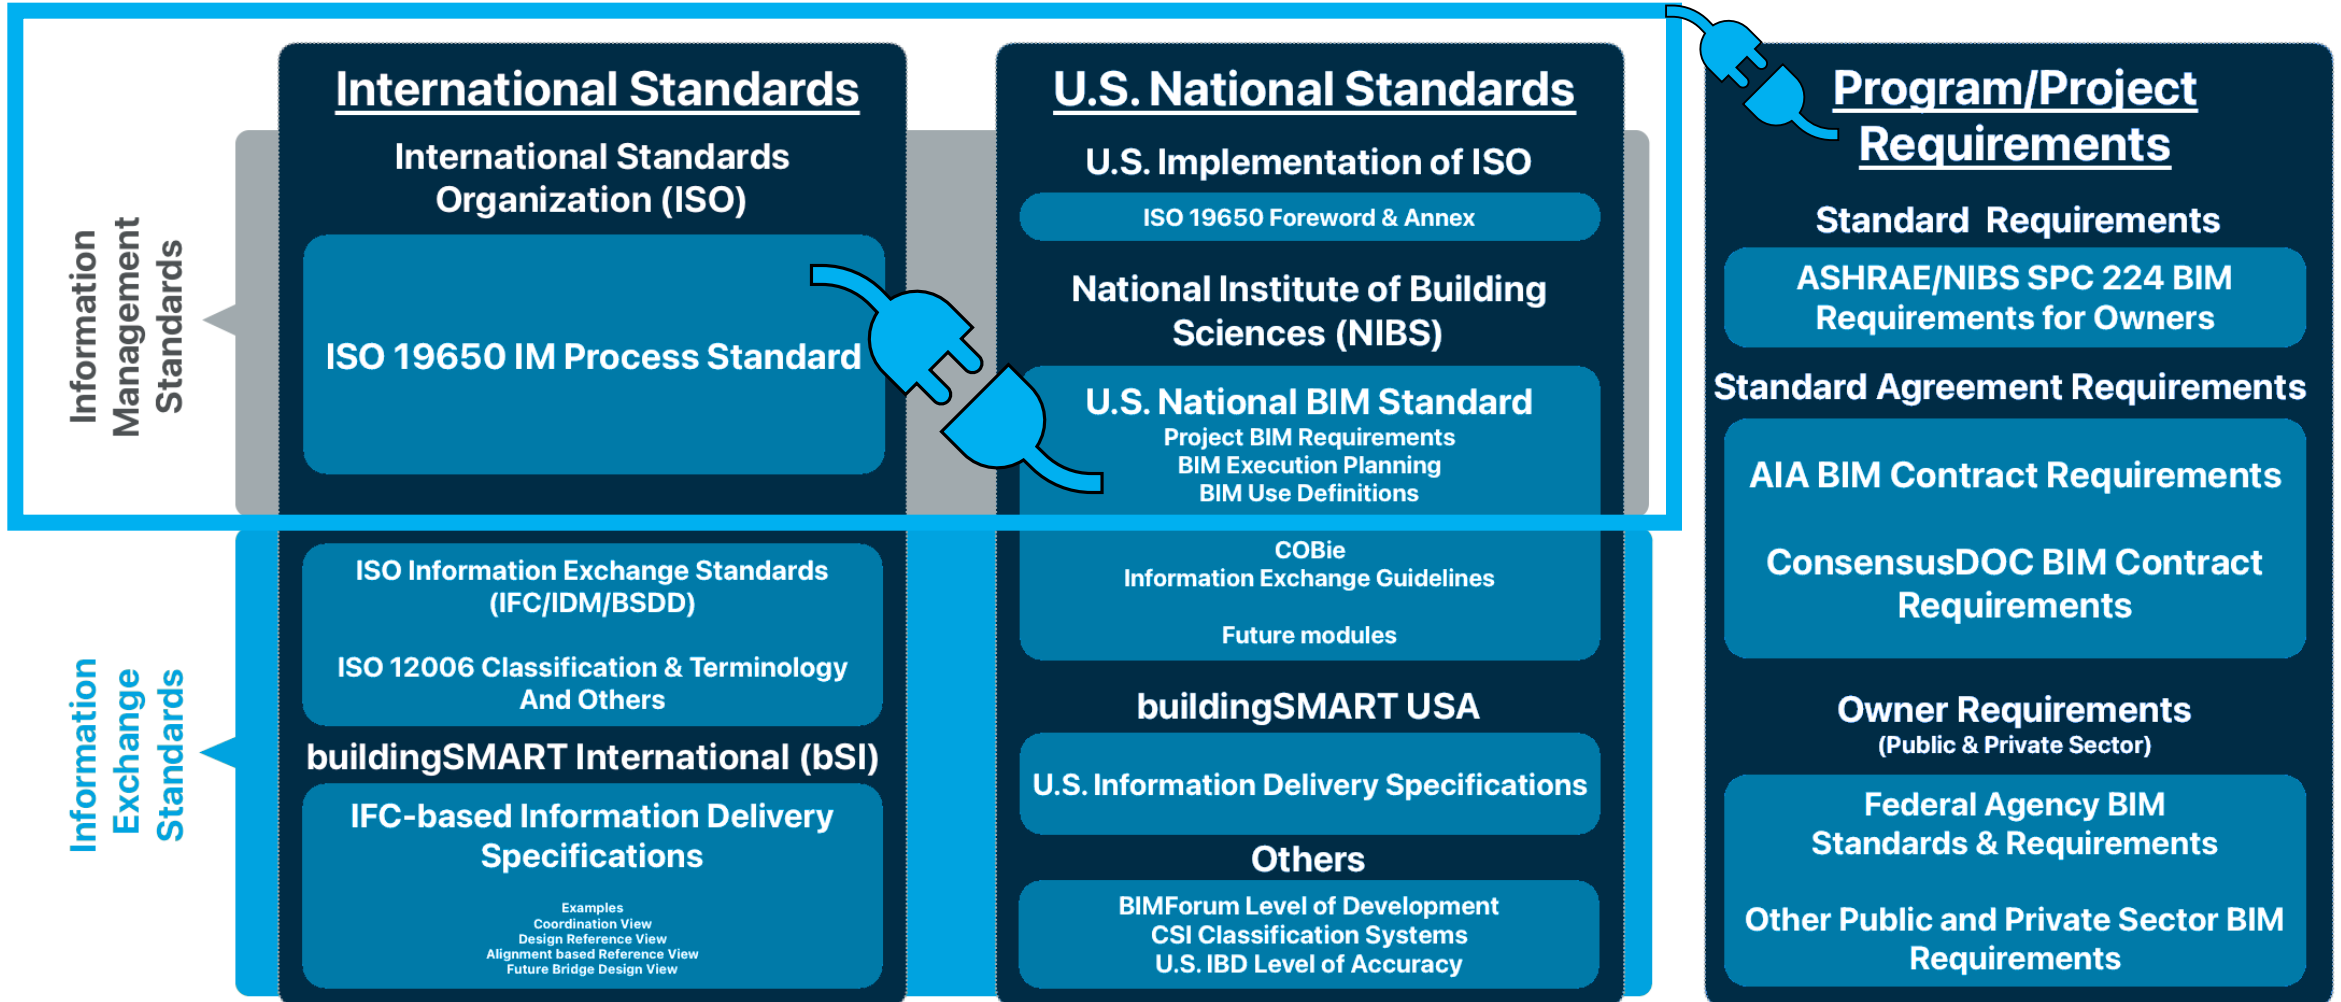 Information
Management
Standards
Information
Exchange
Standards
International Standards
International Standards
Organization (ISO)
ISO 19650 IM Process Standard
ISO Information Exchange Standards
(IFC/IDM/BSDD)
ISO 12006 Classification & Terminology
And Others
buildingSMART International (bSI)
IFC-based Information Delivery
Specifications
Examples
Coordination View
Design Reference View
Alignment based Reference View
Future Bridge Design View
U.S. National Standards
U.S. Implementation of ISO
ISO 19650 Foreword & Annex
National Institute of Building
Sciences (NIBS)
U.S. National BIM Standard
Project BIM Requirements
BIM Execution Planning
BIM Use Definitions
COBie
Information Exchange Guidelines
Future modules
buildingSMART USA
U.S. Information Delivery Specifications
Others
BIMForum Level of Development
CSI Classification Systems
U.S. IBD Level of Accuracy
Program/Project
Requirements
Standard Requirements
ASHRAE/NIBS SPC 224 BIM
Requirements for Owners
Standard Agreement Requirements
AIA BIM Contract Requirements
ConsensusDOC BIM Contract
Requirements
Owner Requirements
(Public & Private Sector)
Federal Agency BIM
Standards & Requirements
Other Public and Private Sector BIM
Requirements